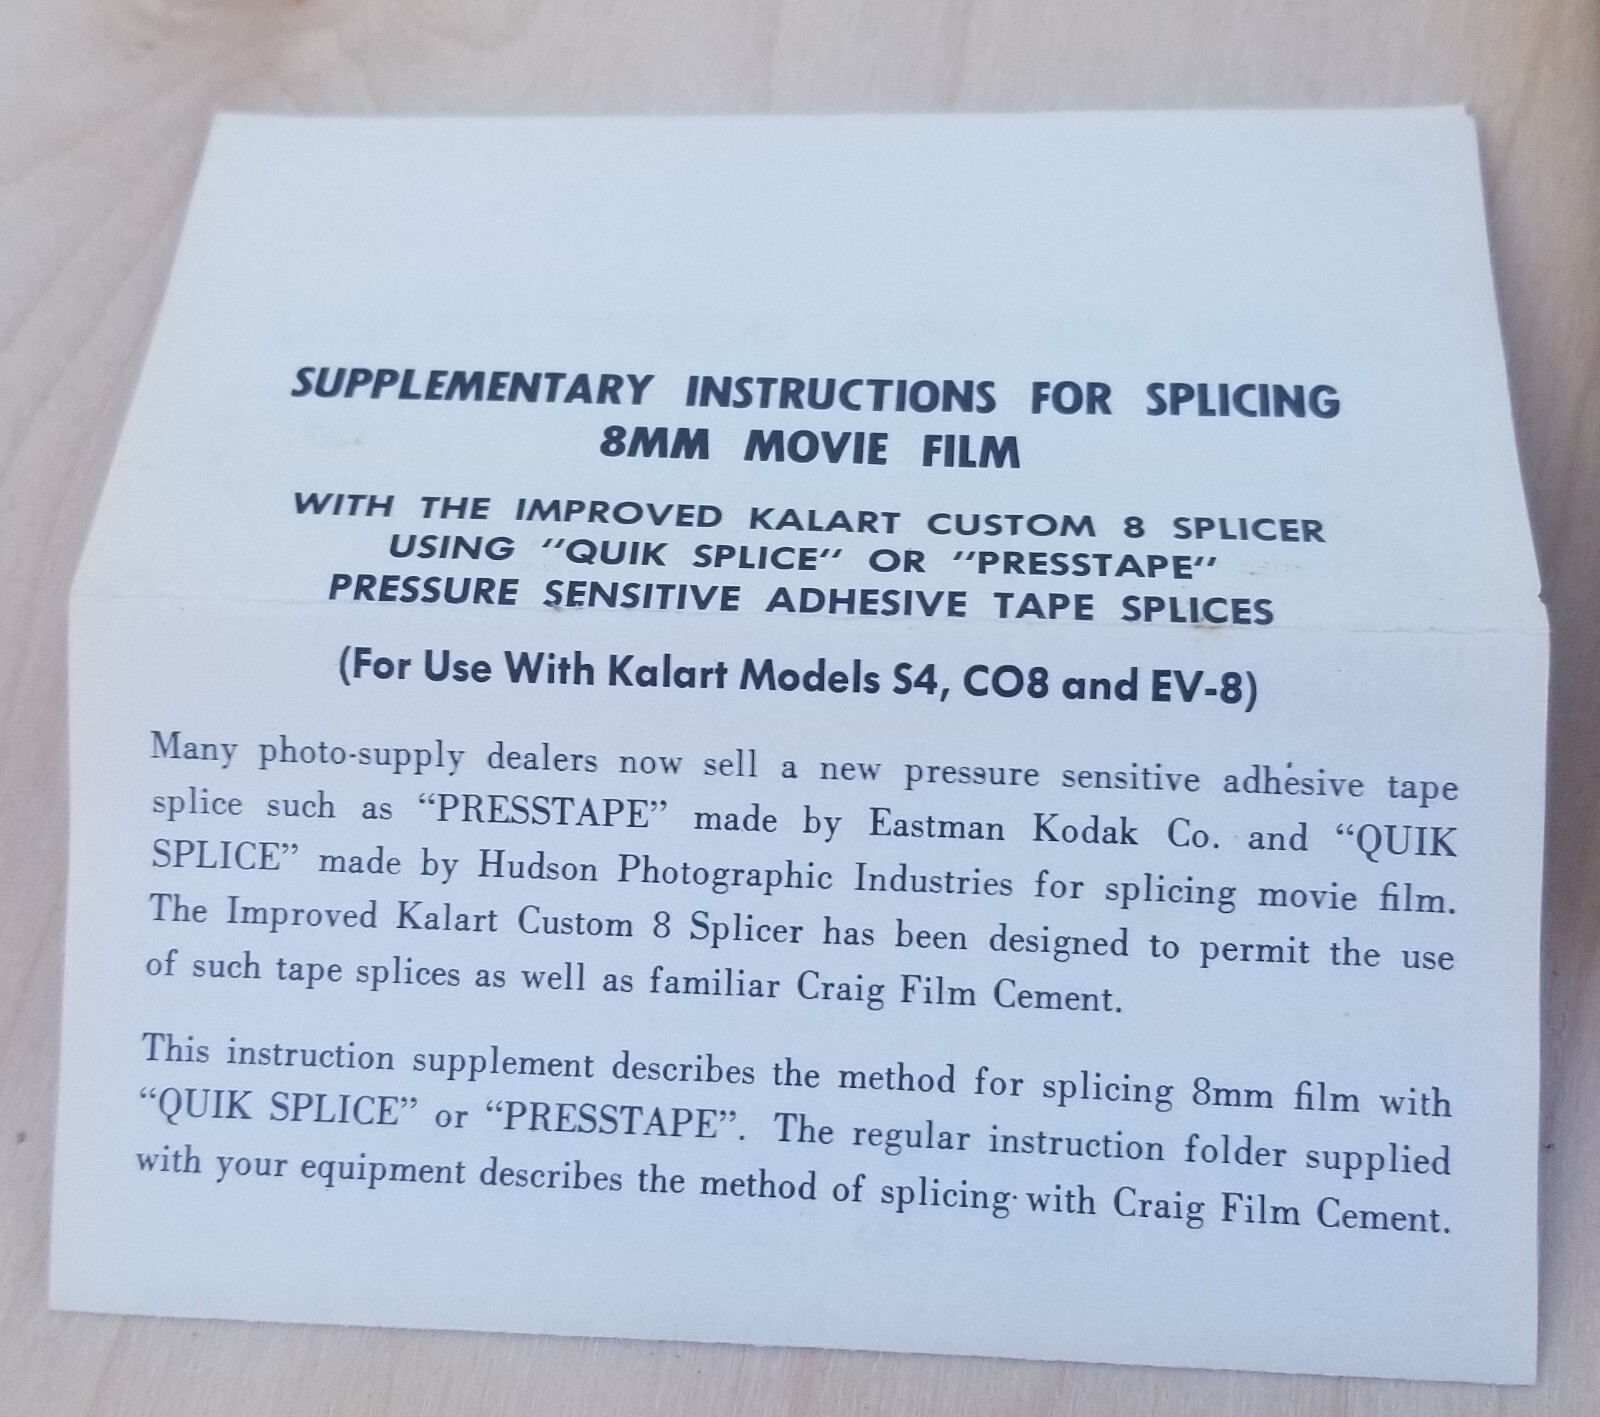 SUPPLEMENTARY INSTRUCTIONS FOR SPLICING
8MM MOVIE FILM
WITH THE IMPROVED KALART CUSTOM 8 SPLICER
USING "QUIK SPLICE" OR "PRESSTAPE"
PRESSURE SENSITIVE ADHESIVE TAPE SPLICES
(For Use With Kalart Models S4, CO8 and EV-8)
Many photo-supply dealers now sell a new pressure sensitive adhesive tape
splice such as “PRESSTAPE” made by Eastman Kodak Co. and “QUIK
SPLICE” made by Hudson Photographic Industries for splicing movie film.
The Improved Kalart Custom 8 Splicer has been designed to permit the use
of such tape splices as well as familiar Craig Film Cement.
This instruction supplement describes the method for splicing 8mm film with
“QUIK SPLICE” or “PRESSTAPE”. The regular instruction folder supplied
with your equipment describes the method of splicing with Craig Film Cement.